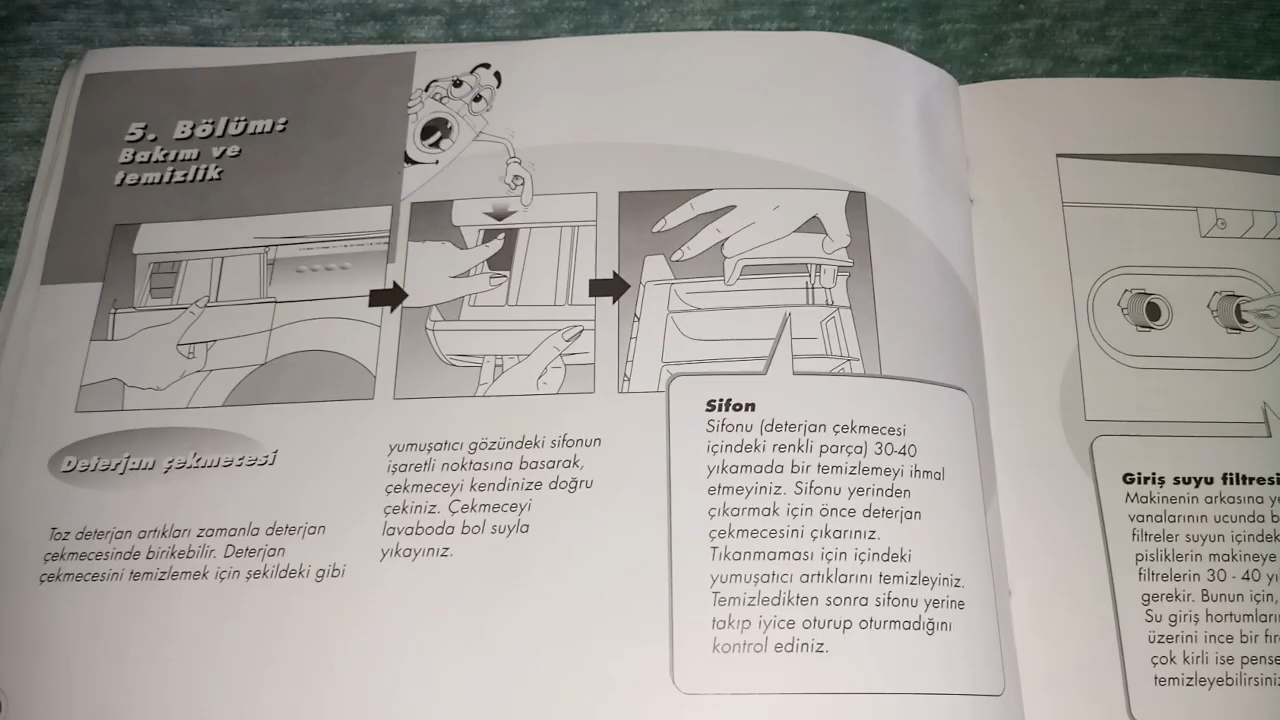 5. Bölüm:
Bakım ve
temizlik
Deterjan çekmecesi
Toz deterjan artıkları zamanla deterjan
çekmecesinde birikebilir. Deterjan
çekmecesini temizlemek için şekildeki gibi
yumuşatıcı gözündeki sifonun
işaretli noktasına basarak,
çekmeceyi kendinize doğru
çekiniz. Çekmeceyi
lavaboda bol suyla
yıkayınız.
Sifon
Sifonu (deterjan çekmecesi
içindeki renkli parça) 30-40
yıkamada bir temizlemeyi ihmal
etmeyiniz. Sifonu yerinden
çıkarmak için önce deterjan
çekmecesini çıkarınız.
Tıkanmaması için içindeki
yumuşatıcı artıklarını temizleyiniz.
Temizledikten sonra sifonu yerine
takıp iyice oturup oturmadığını
kontrol ediniz.
Giriş suyu filtresi
Makinenin arkasına
vanalarının ucunda
filtreler suyun
pisliklerin makineye
filtrelerin 30 - 40
gerekir. Bunun için,
Su giriş
üzerini ince bir
çok kirli ise